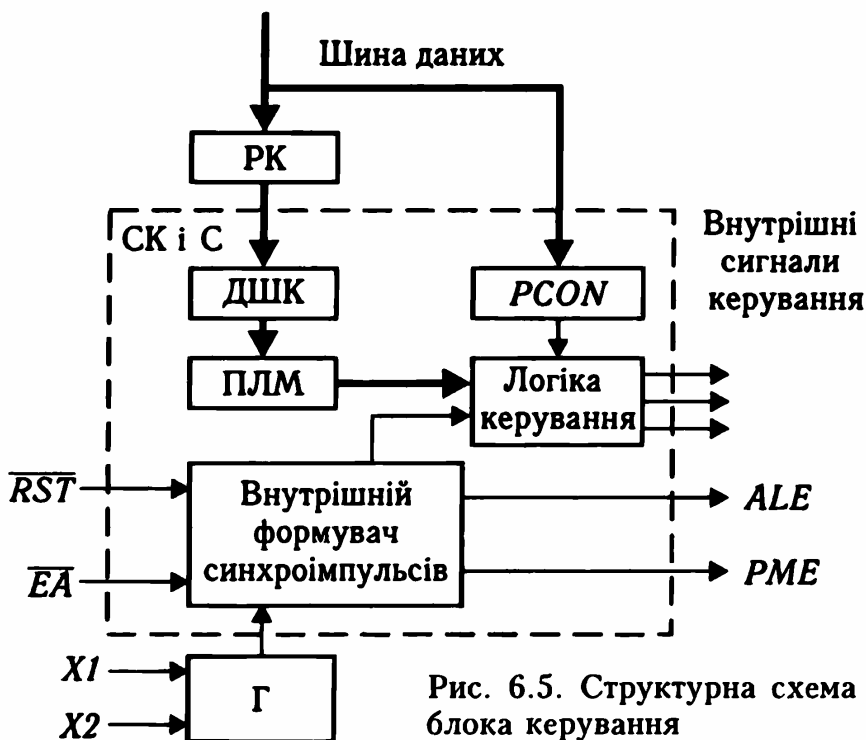 Шина даних
РК
СК і С
Внутрішні
сигнали
керування
ДШК
PCON
ПЛМ
Логіка
керування
RST
Внутрішній
формувач
синхроімпульсів
ALE
EA
PME
X1
X2
Г
Рис. 6.5. Структурна схема
блока керування